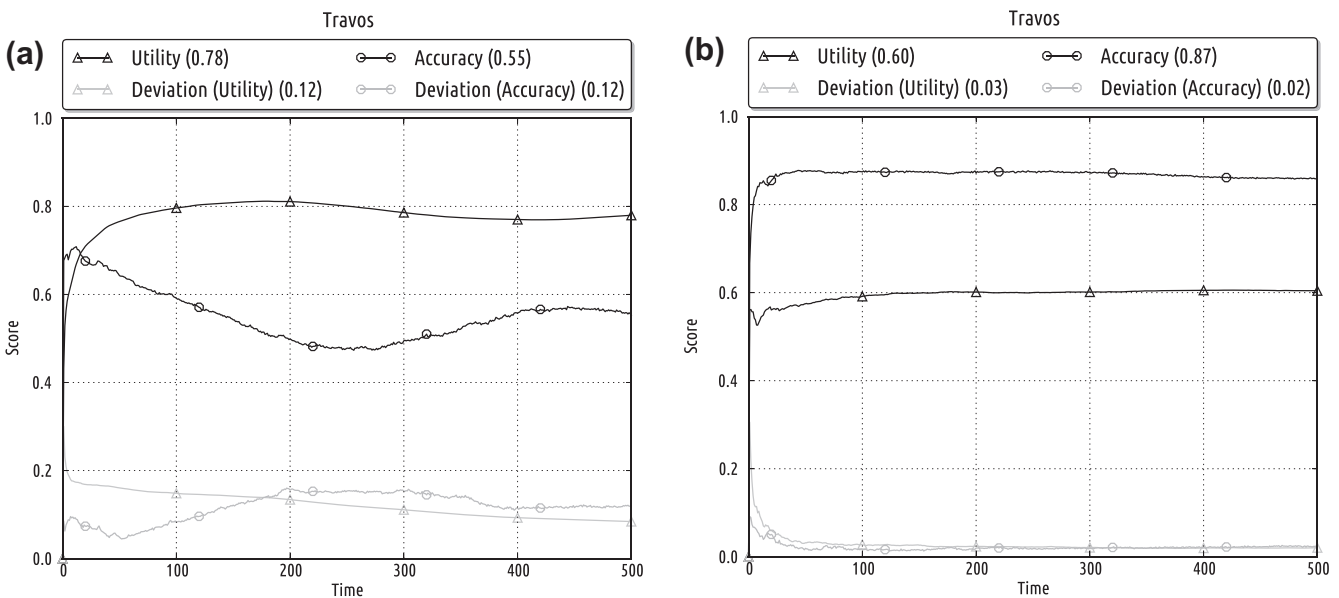 Travos
(a)
Utility (0.78)
Accuracy (0.55)
Deviation (Utility) (0.12)
Deviation (Accuracy) (0.12)
1.0
0.8
0.6
0.4
0.2
0.0
Score
0
100
200
300
400
500
Time
Travos
(b)
Utility (0.60)
Accuracy (0.87)
Deviation (Utility) (0.03)
Deviation (Accuracy) (0.02)
1.0
0.8
0.6
0.4
0.2
0.0
Score
0
100
200
300
400
500
Time